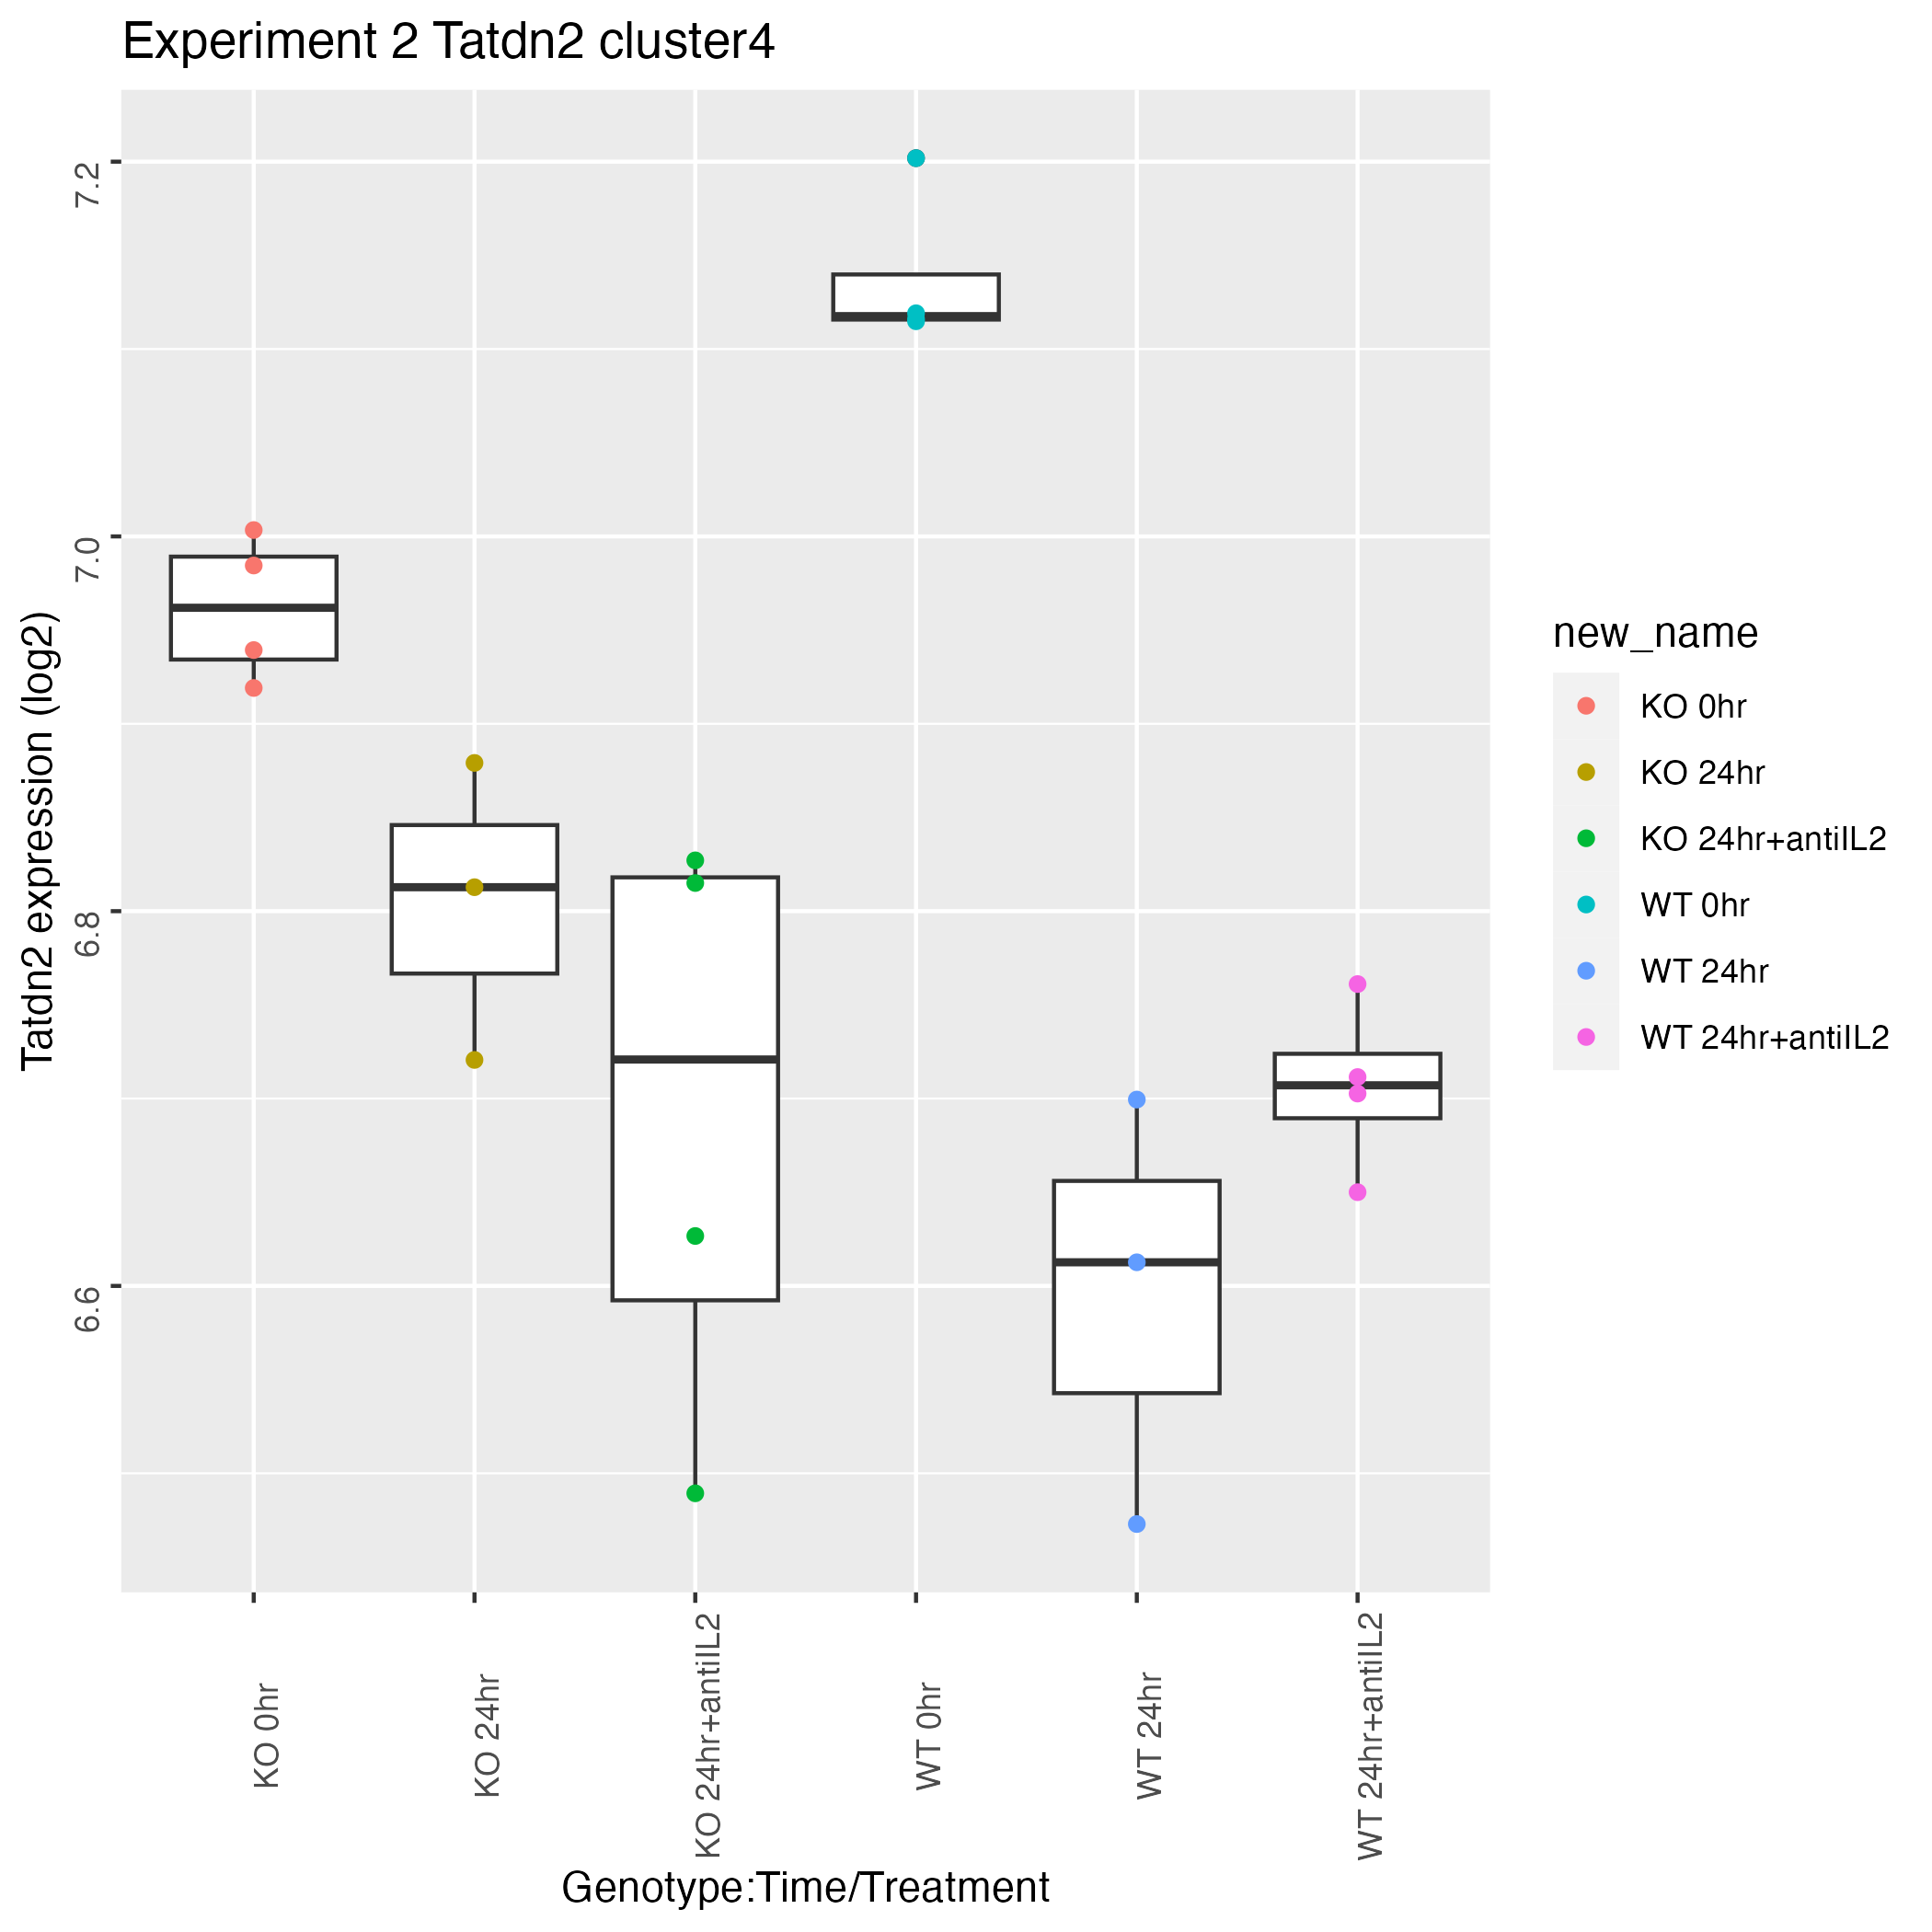 Experiment 2 Tatdn2 cluster4
Tatdn2 expression (log2)
7.2
7.0
6.8
6.6
KO 0hr
KO 24hr
KO 24hr+antiIL2
WT 0hr
WT 24hr
WT 24hr+antiIL2
Genotype:Time/Treatment
new_name
KO 0hr
KO 24hr
KO 24hr+antiIL2
WT 0hr
WT 24hr
WT 24hr+antiIL2